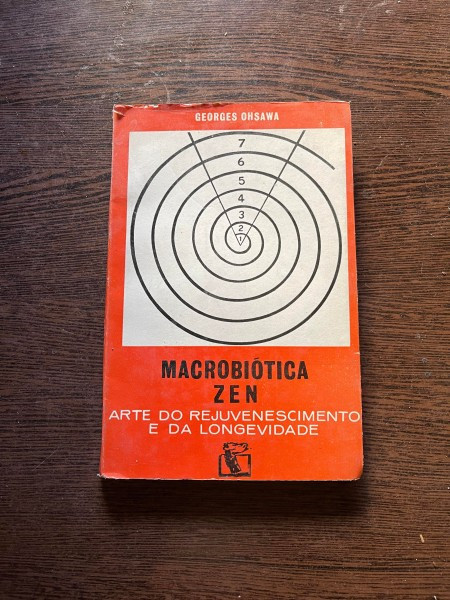 GEORGES OHSAWA
7
6
5
4
3
2
1
MACROBIÓTICA
ZEN
ARTE DO REJUVENESCIMENTO
E DA LONGEVIDADE